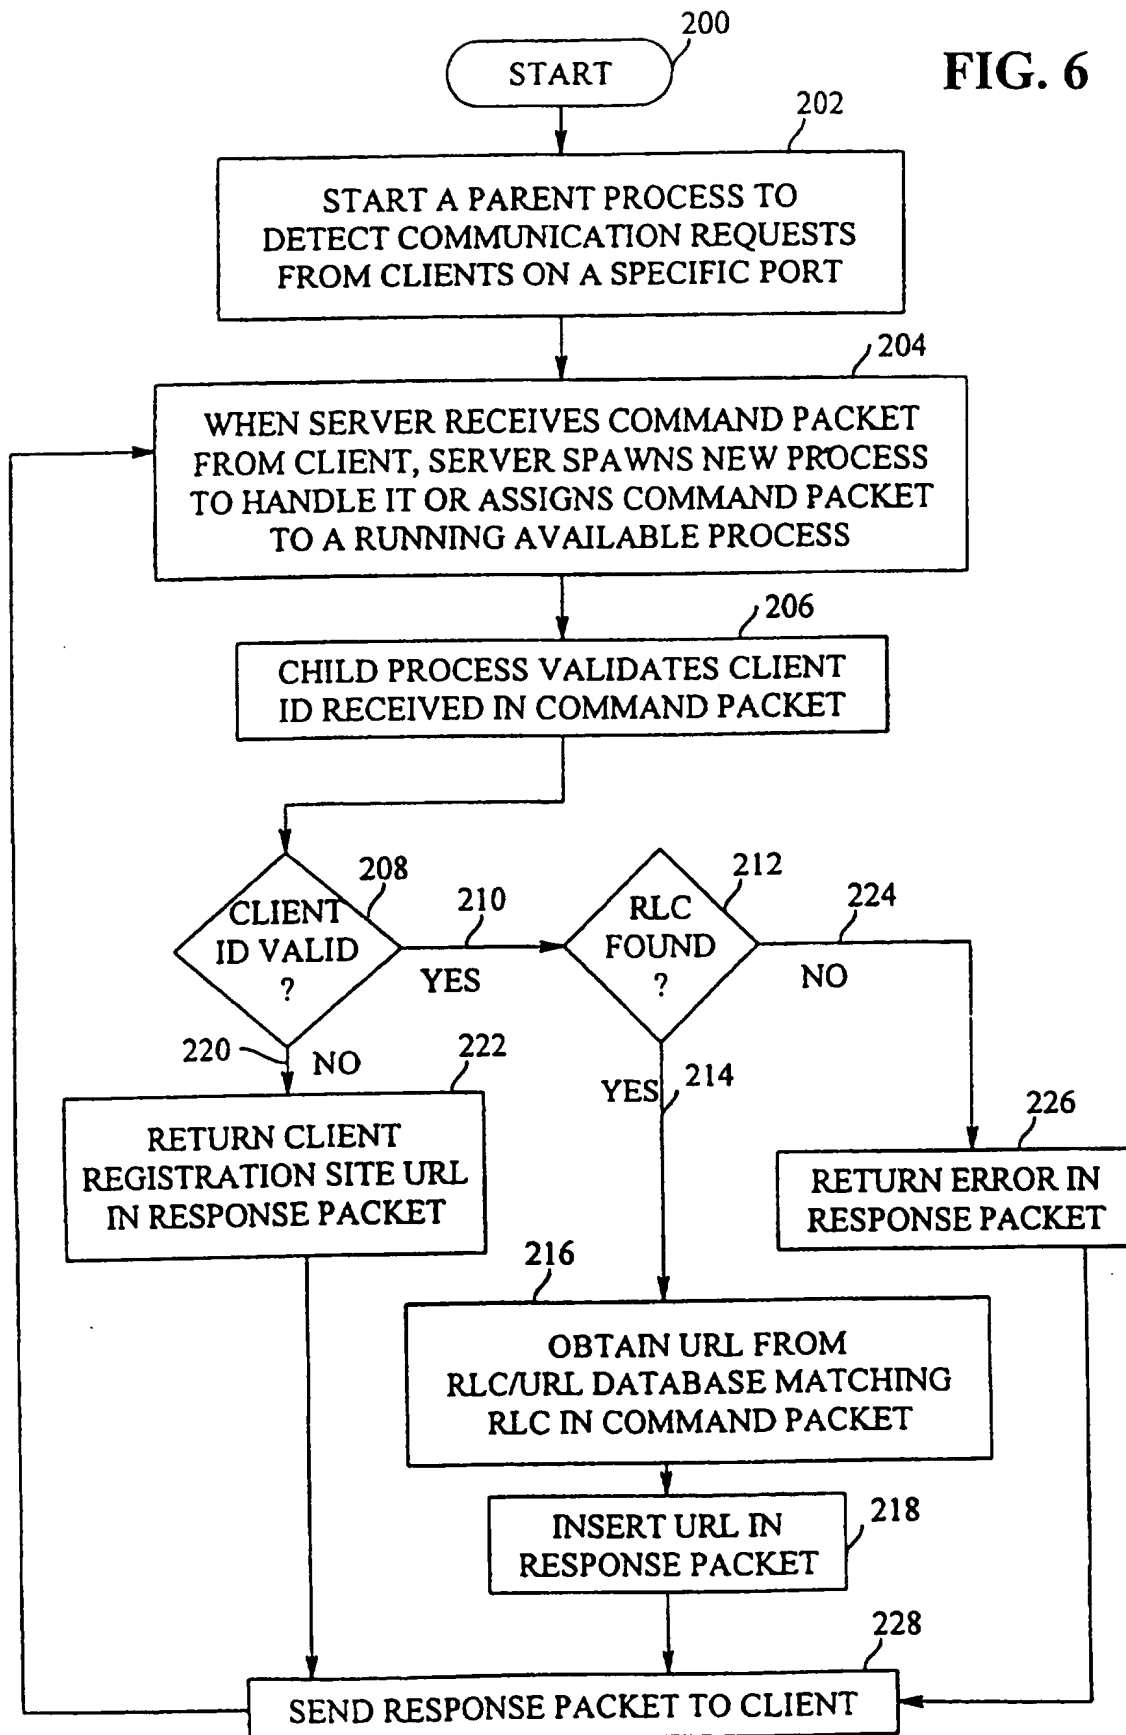 200
START
FIG. 6
202
START A PARENT PROCESS TO
DETECT COMMUNICATION REQUESTS
FROM CLIENTS ON A SPECIFIC PORT
204
WHEN SERVER RECEIVES COMMAND PACKET
FROM CLIENT, SERVER SPAWNS NEW PROCESS
TO HANDLE IT OR ASSIGNS COMMAND PACKET
TO A RUNNING AVAILABLE PROCESS
206
CHILD PROCESS VALIDATES CLIENT
ID RECEIVED IN COMMAND PACKET
208
CLIENT
ID VALID
?
210
YES
212
RLC
FOUND
?
224
NO
220
NO
222
RETURN CLIENT
REGISTRATION SITE URL
IN RESPONSE PACKET
YES
214
226
RETURN ERROR IN
RESPONSE PACKET
216
OBTAIN URL FROM
RLC/URL DATABASE MATCHING
RLC IN COMMAND PACKET
218
INSERT URL IN
RESPONSE PACKET
228
SEND RESPONSE PACKET TO CLIENT